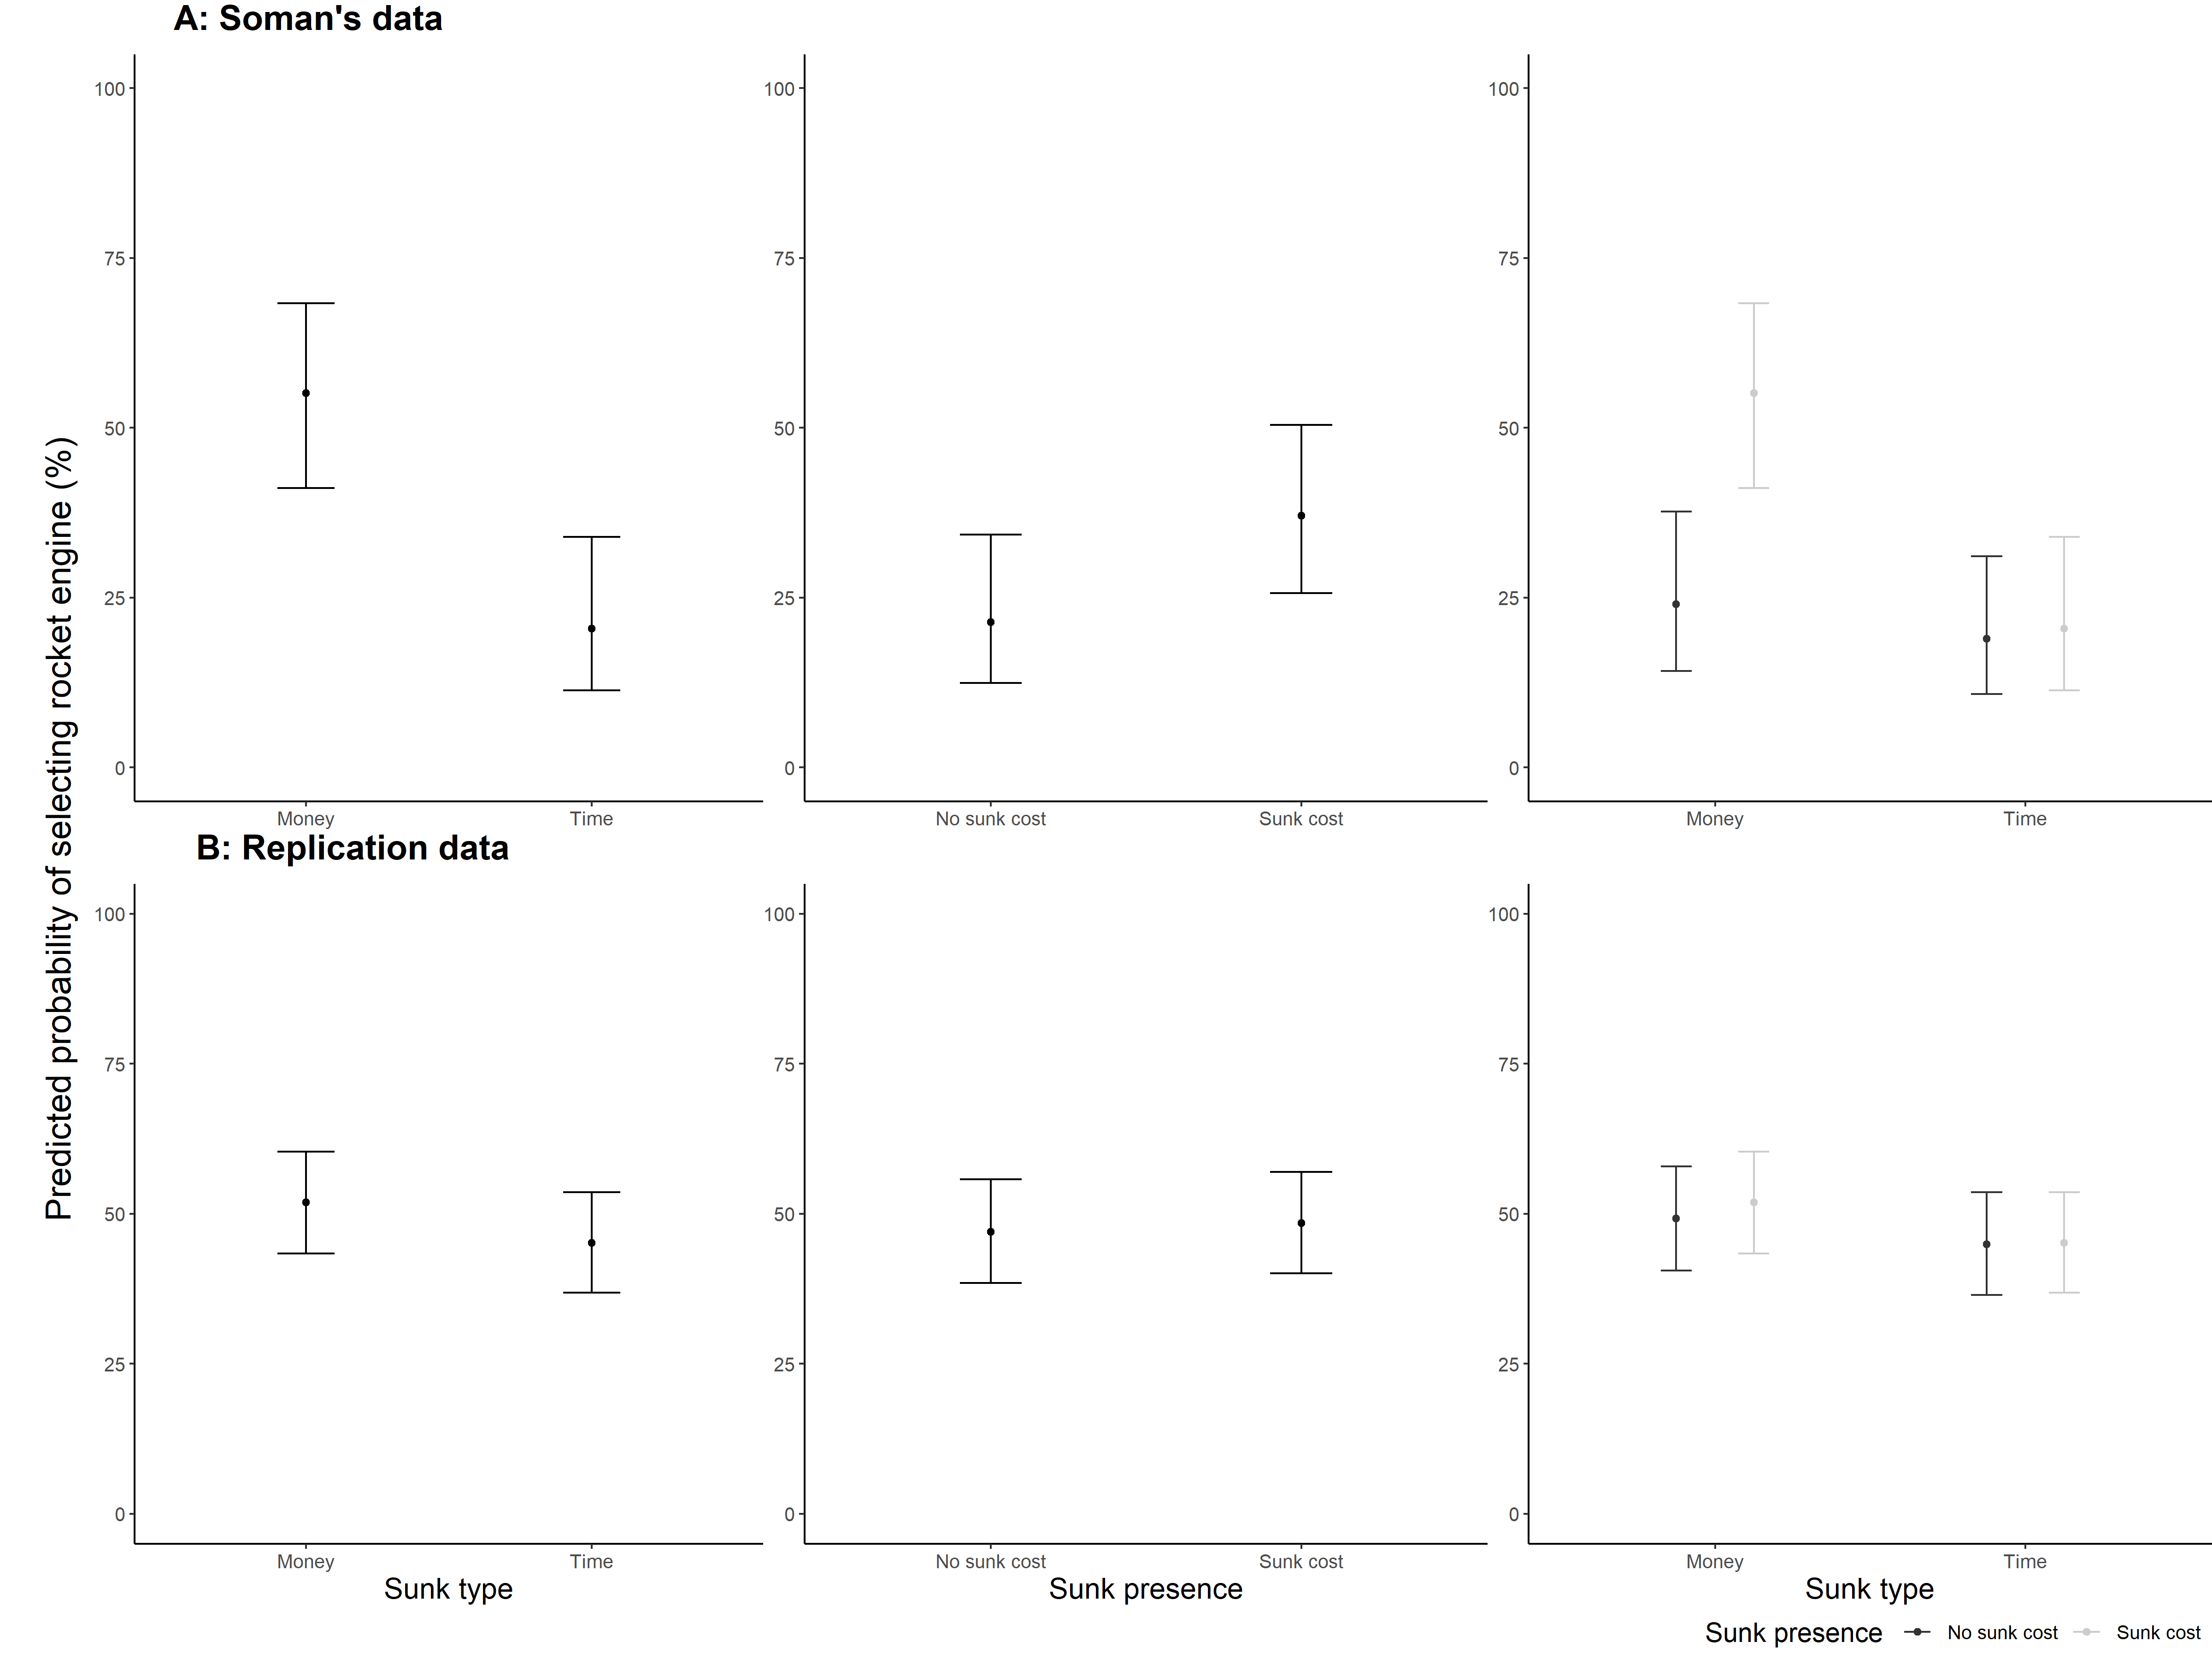 A: Soman's data
Predicted probability of selecting rocket engine (%)
100
75
50
25
0
Money Time
100
75
50
25
0
No sunk cost Sunk cost
100
75
50
25
0
Money Time
B: Replication data
100
75
50
25
0
Money Time
Sunk type
100
75
50
25
0
No sunk cost Sunk cost
Sunk presence
100
75
50
25
0
Money Time
Sunk type
Sunk presence No sunk cost Sunk cost